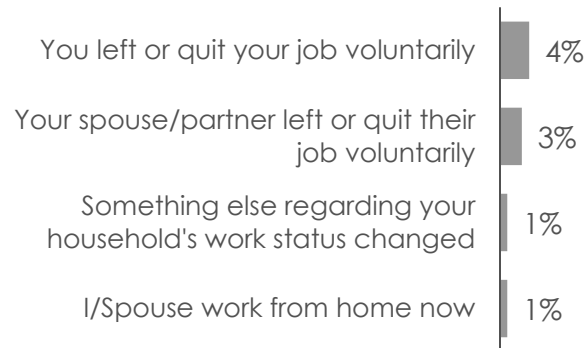 You left or quit your job voluntarily 4%
Your spouse/partner left or quit their
job voluntarily 3%
Something else regarding your
household's work status changed 1%
I/Spouse work from home now 1%